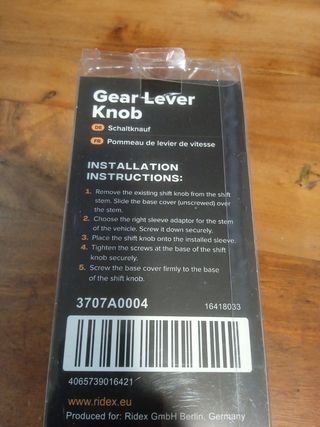 Gear Lever
Knob
DE Schaltknauf
FR Pommeau de levier de vitesse
INSTALLATION
INSTRUCTIONS:
1. Remove the existing shift knob from the shift
stem. Slide the base cover (unscrewed) over
the stem.
2. Choose the right sleeve adaptor for the stem
of the vehicle. Screw it down securely.
3. Place the shift knob onto the installed sleeve.
4. Tighten the screws at the base of the shift
knob securely.
5. Screw the base cover firmly to the base
of the shift knob.
3707A0004 16418033
4065739016421
www.ridex.eu
Produced for: Ridex GmbH Berlin, Germany